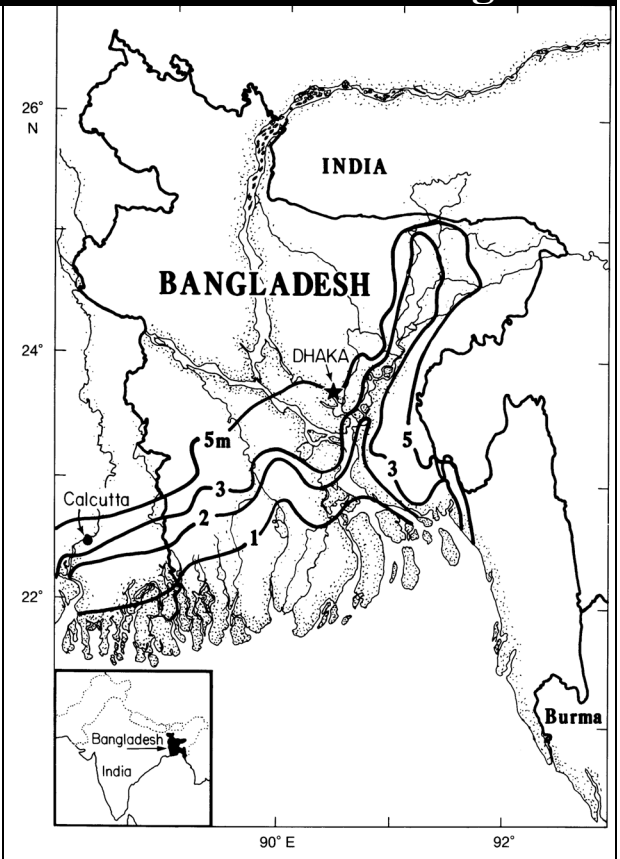 26°
N
INDIA
BANGLADESH
24°
DHAKA
5m
5
3
3
Calcutta
2
1
22°
Burma
Bangladesh
India
90° E
92°